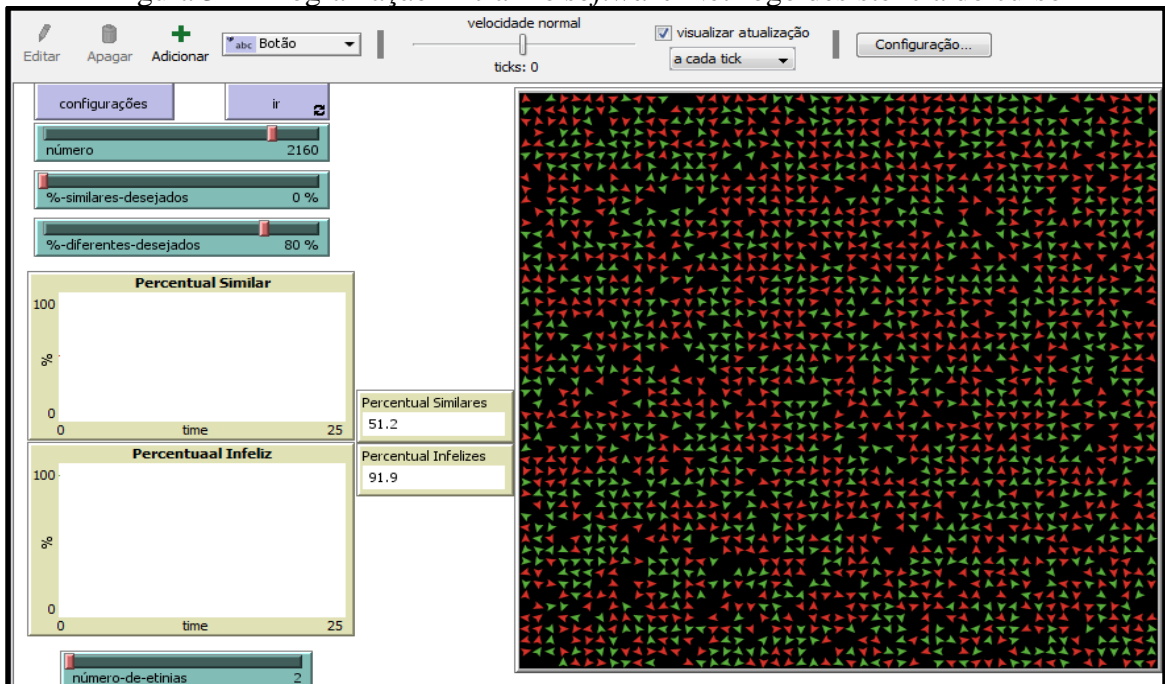 velocidade normal
Editar
Apagar
Adicionar
abc Botão
ticks: 0
visualizar atualização
a cada tick
Configuração...
configurações
ir
número 2160
%-similares-desejados 0 %
%-diferentes-desejados 80 %
Percentual Similar
100
%
0
0 time 25
Percentual Similares
51.2
Percentuaal Infeliz
100
%
0
0 time 25
Percentual Infelizes
91.9
número-de-etinias 2